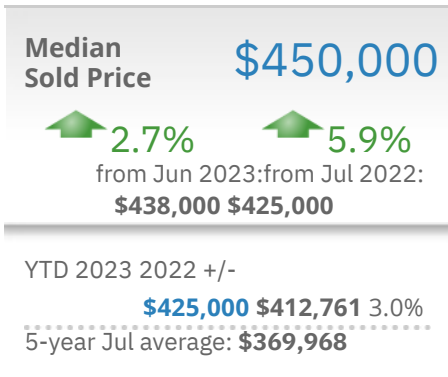 Median
Sold Price
$450,000
2.7%
5.9%
from Jun 2023:from Jul 2022:
$438,000 $425,000
YTD 2023 2022 +/-
$425,000 $412,761 3.0%
5-year Jul average: $369,968